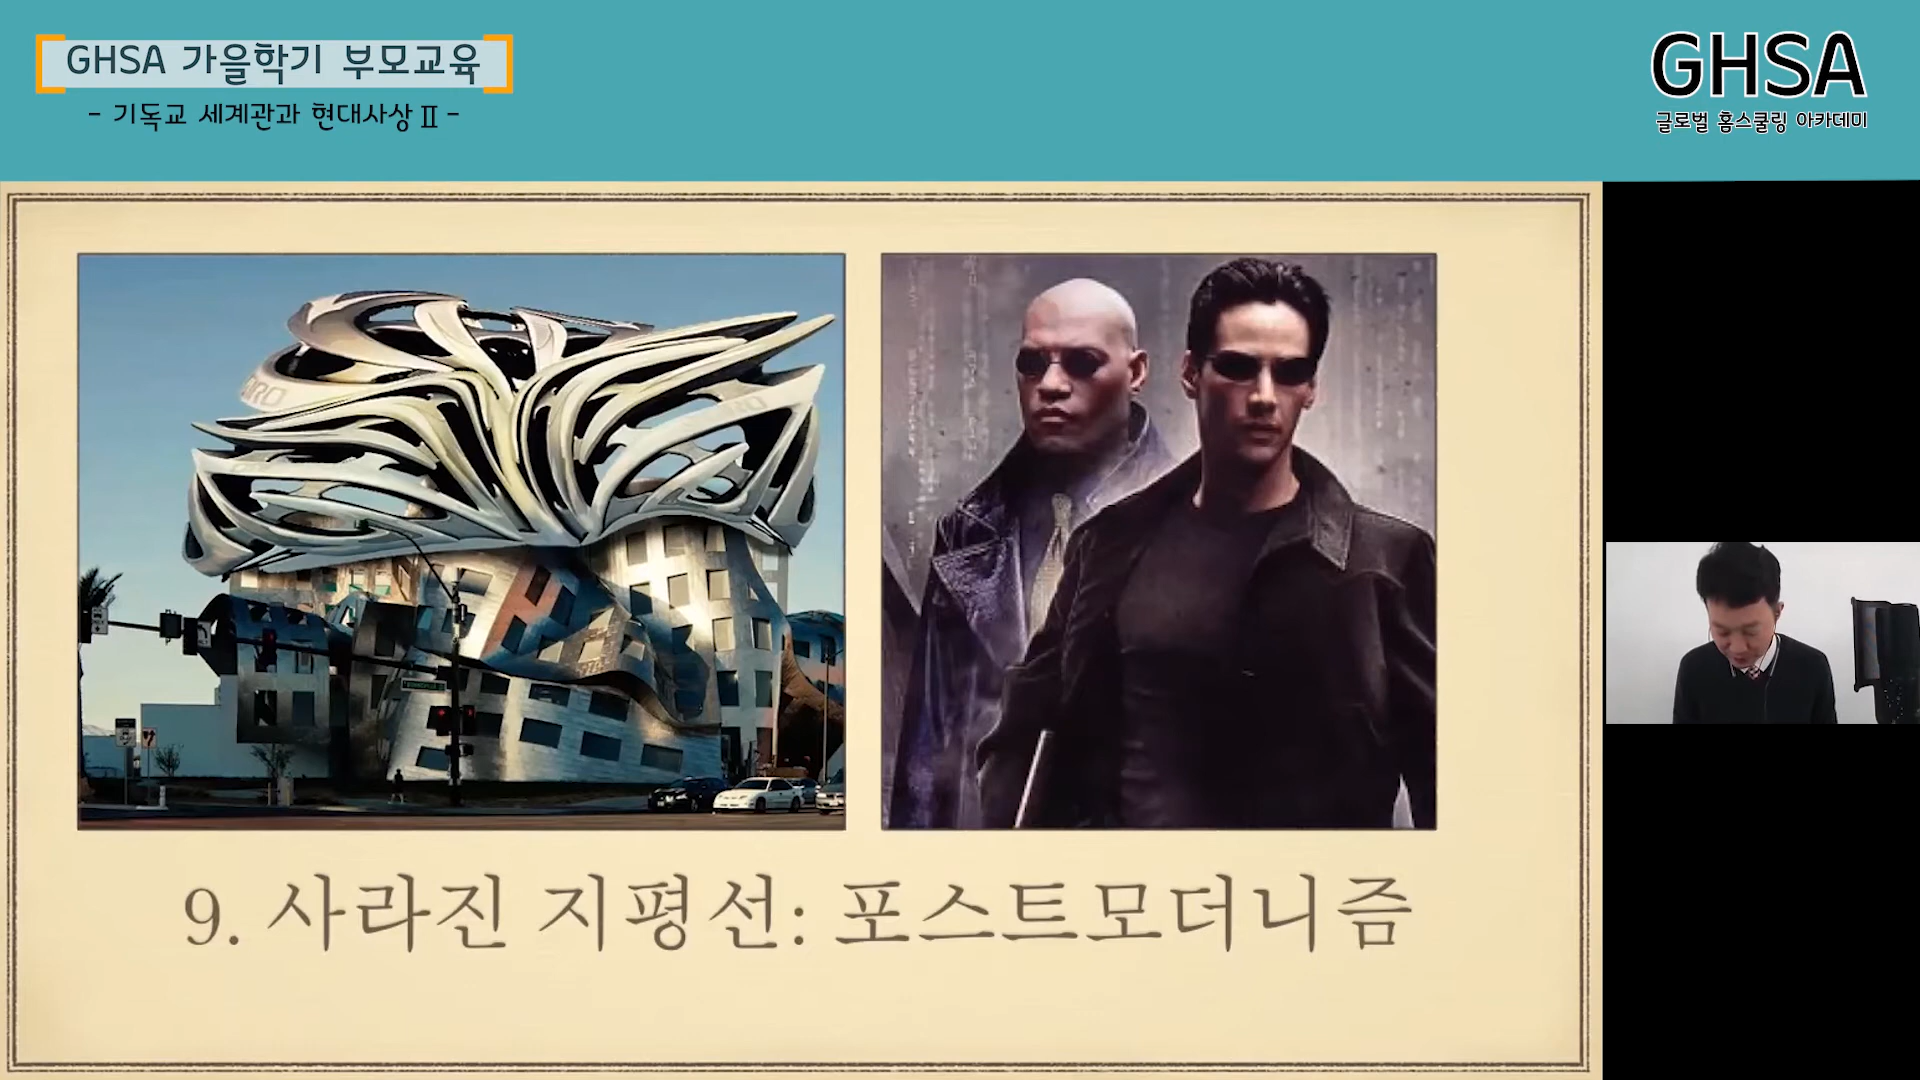 GHSA 가을학기 부모교육
- 기독교 세계관과 현대사상 Ⅱ -
GHSA
글로벌 홈스쿨링 아카데미
9. 사라진 지평선: 포스트모더니즘